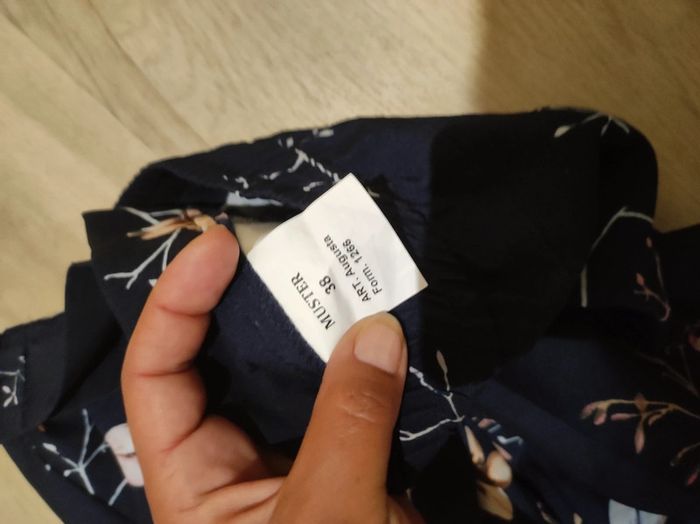 MUSTER
38
ART. Augusta
Form. 1266